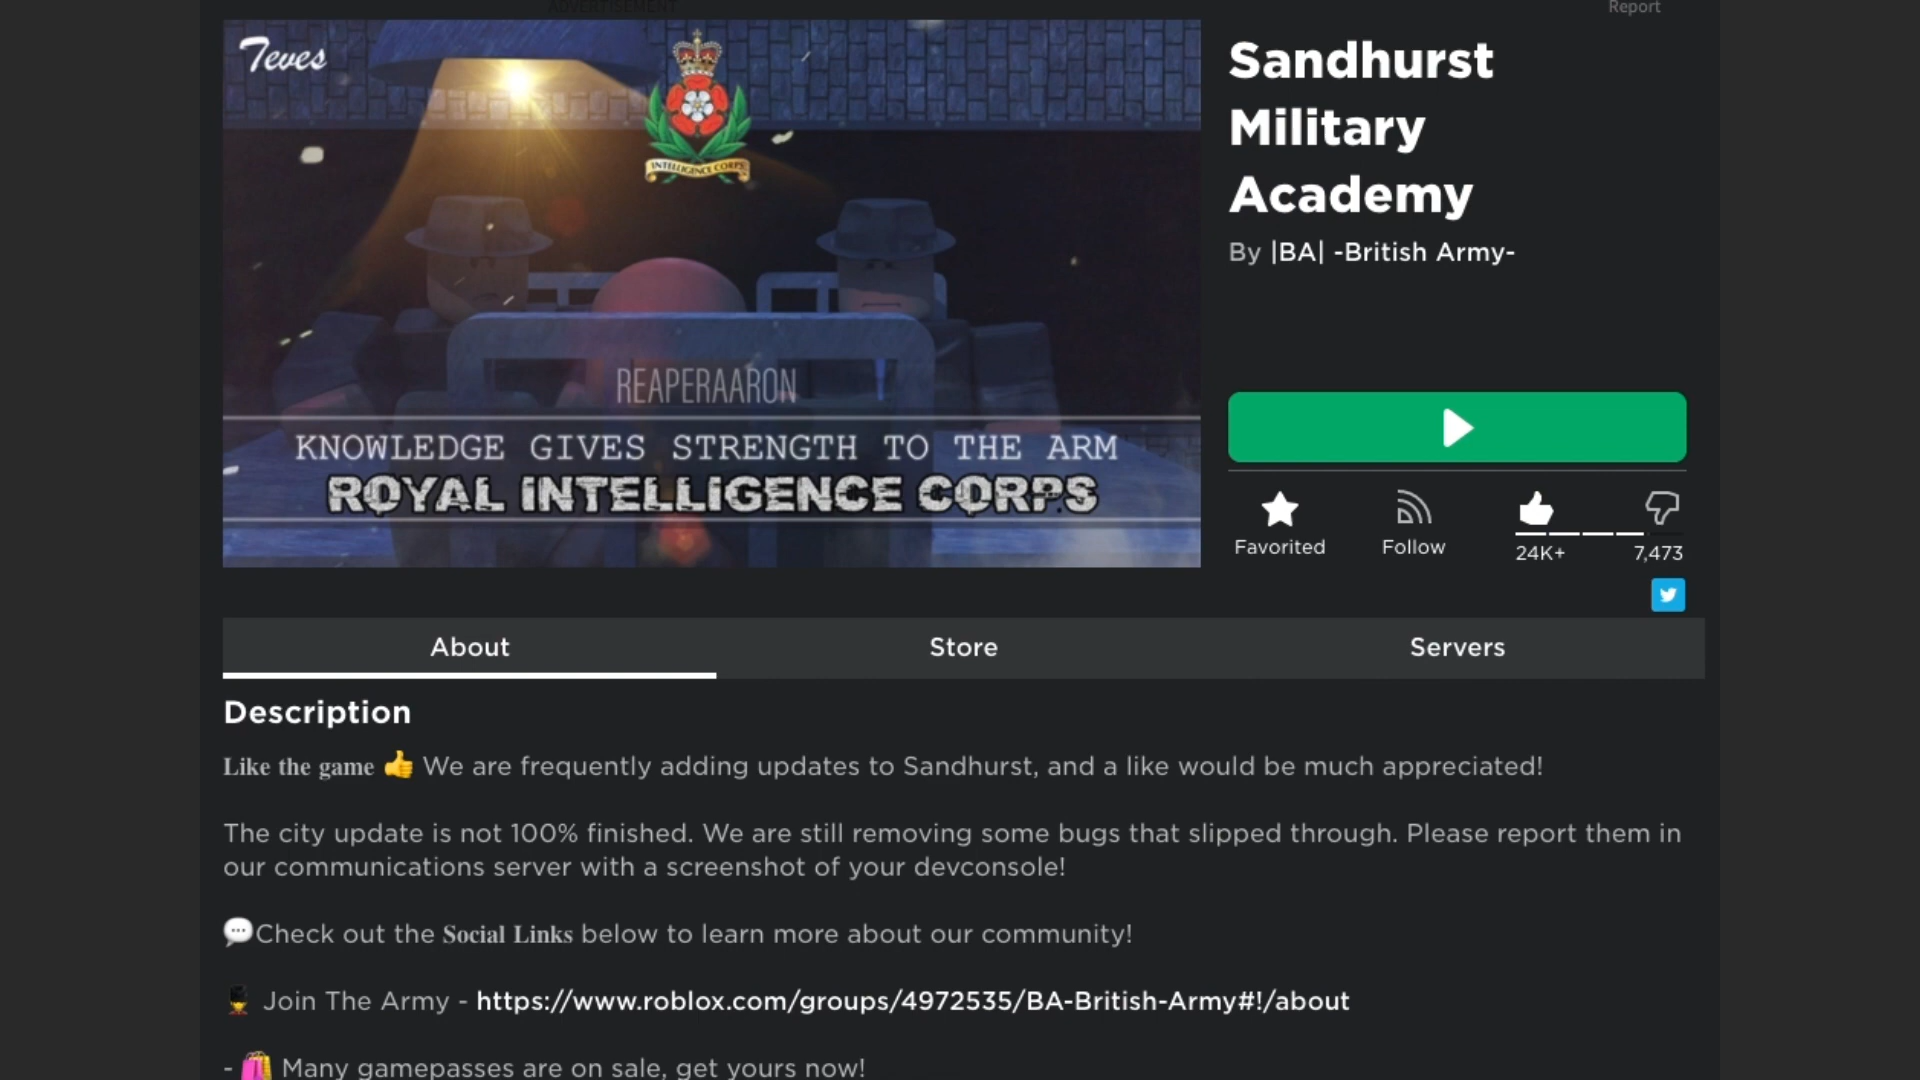 ADVERTISEMENT
Report
Teves
INTELLIGENCE CORPS
REAPERAARON
KNOWLEDGE GIVES STRENGTH TO THE ARM
ROYAL INTELLIGENCE CORPS
Sandhurst
Military
Academy
By |BA| -British Army-
Favorited
Follow
24K+
7,473
About
Store
Servers
Description
Like the game 👍 We are frequently adding updates to Sandhurst, and a like would be much appreciated!
The city update is not 100% finished. We are still removing some bugs that slipped through. Please report them in
our communications server with a screenshot of your devconsole!
💬Check out the Social Links below to learn more about our community!
💂 Join The Army - https://www.roblox.com/groups/4972535/BA-British-Army#!/about
- 🛍️ Many gamepasses are on sale, get yours now!